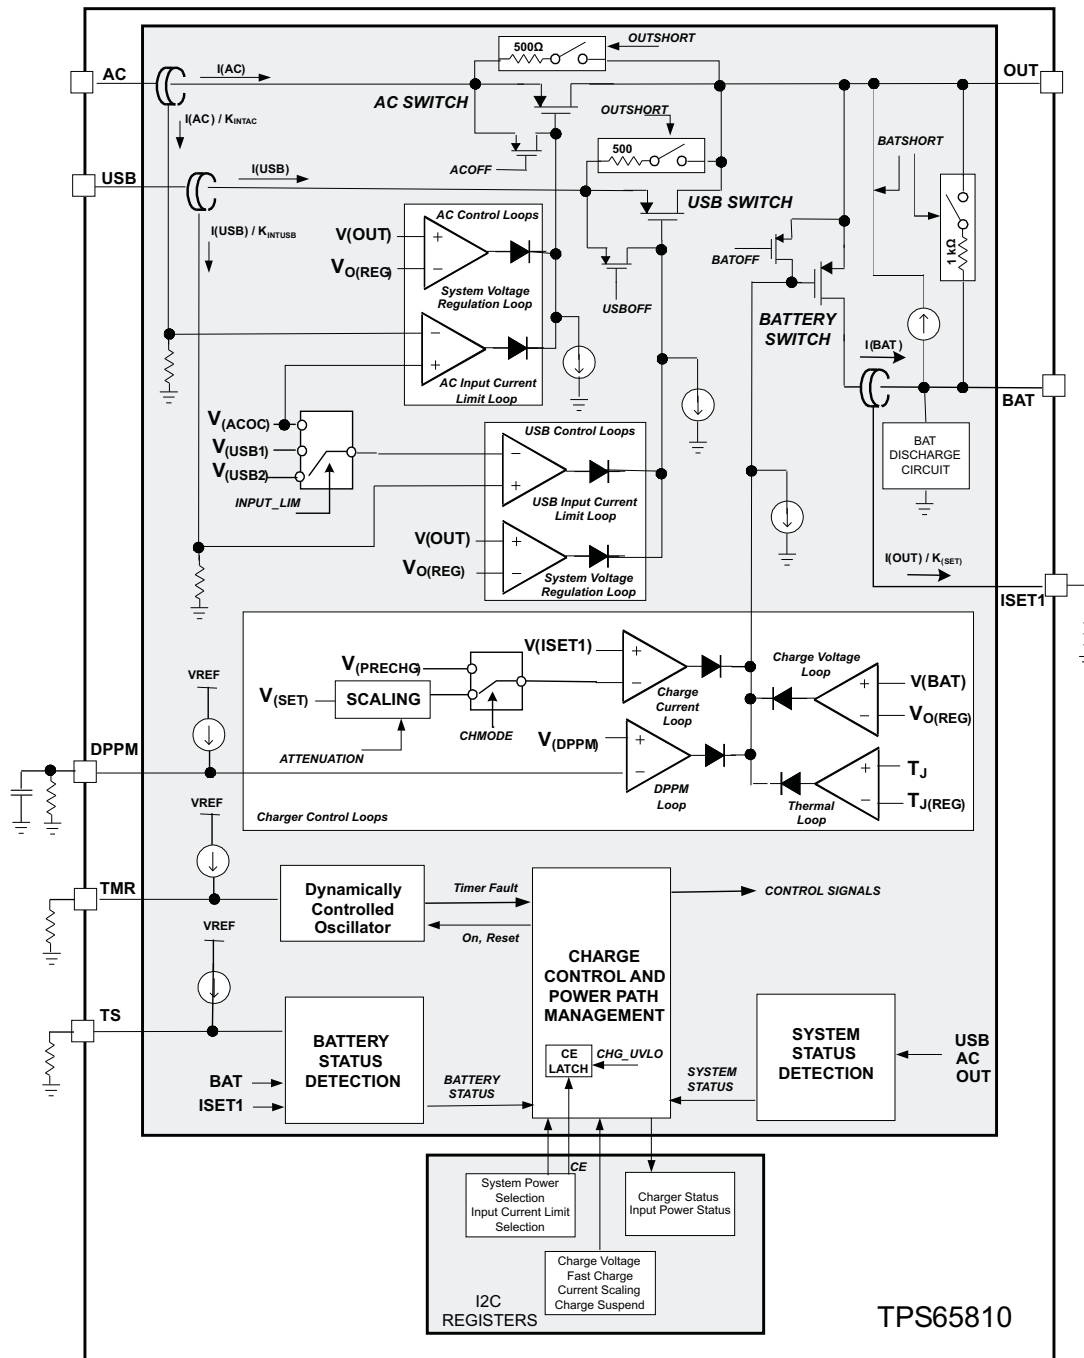 500Ω
OUTSHORT
AC
I(AC)
OUT
AC SWITCH
OUTSHORT
I(AC) / KINTAC
500
BATSHORT
ACOFF
USB
I(USB)
USB SWITCH
1 kΩ
AC Control Loops
I(USB) / KINTUSB
V(OUT)
VO(REG)
BATOFF
System Voltage
Regulation Loop
USBOFF
BATTERY
SWITCH
I(BAT)
AC Input Current
Limit Loop
BAT
V(ACOC)
V(USB1)
V(USB2)
INPUT_LIM
USB Control Loops
BAT
DISCHARGE
CIRCUIT
USB Input Current
Limit Loop
V(OUT)
VO(REG)
System Voltage
Regulation Loop
I(OUT) / K(SET)
ISET1
V(ISET1)
V(PRECHG)
Charge Voltage
Loop
VREF
V(SET)
SCALING
Charge
Current
Loop
V(BAT)
VO(REG)
CHMODE
V(DPPM)
ATTENUATION
DPPM
DPPM
Loop
TJ
TJ(REG)
Thermal
Loop
VREF
Charger Control Loops
TMR
Dynamically
Controlled
Oscillator
Timer Fault
CONTROL SIGNALS
VREF
On, Reset
CHARGE
CONTROL AND
POWER PATH
MANAGEMENT
TS
BATTERY
STATUS
DETECTION
SYSTEM
STATUS
DETECTION
USB
AC
OUT
CE
LATCH
CHG_UVLO
BAT
ISET1
BATTERY
STATUS
SYSTEM
STATUS
CE
System Power
Selection
Input Current Limit
Selection
Charger Status
Input Power Status
Charge Voltage
Fast Charge
Current Scaling
Charge Suspend
I2C
REGISTERS
TPS65810